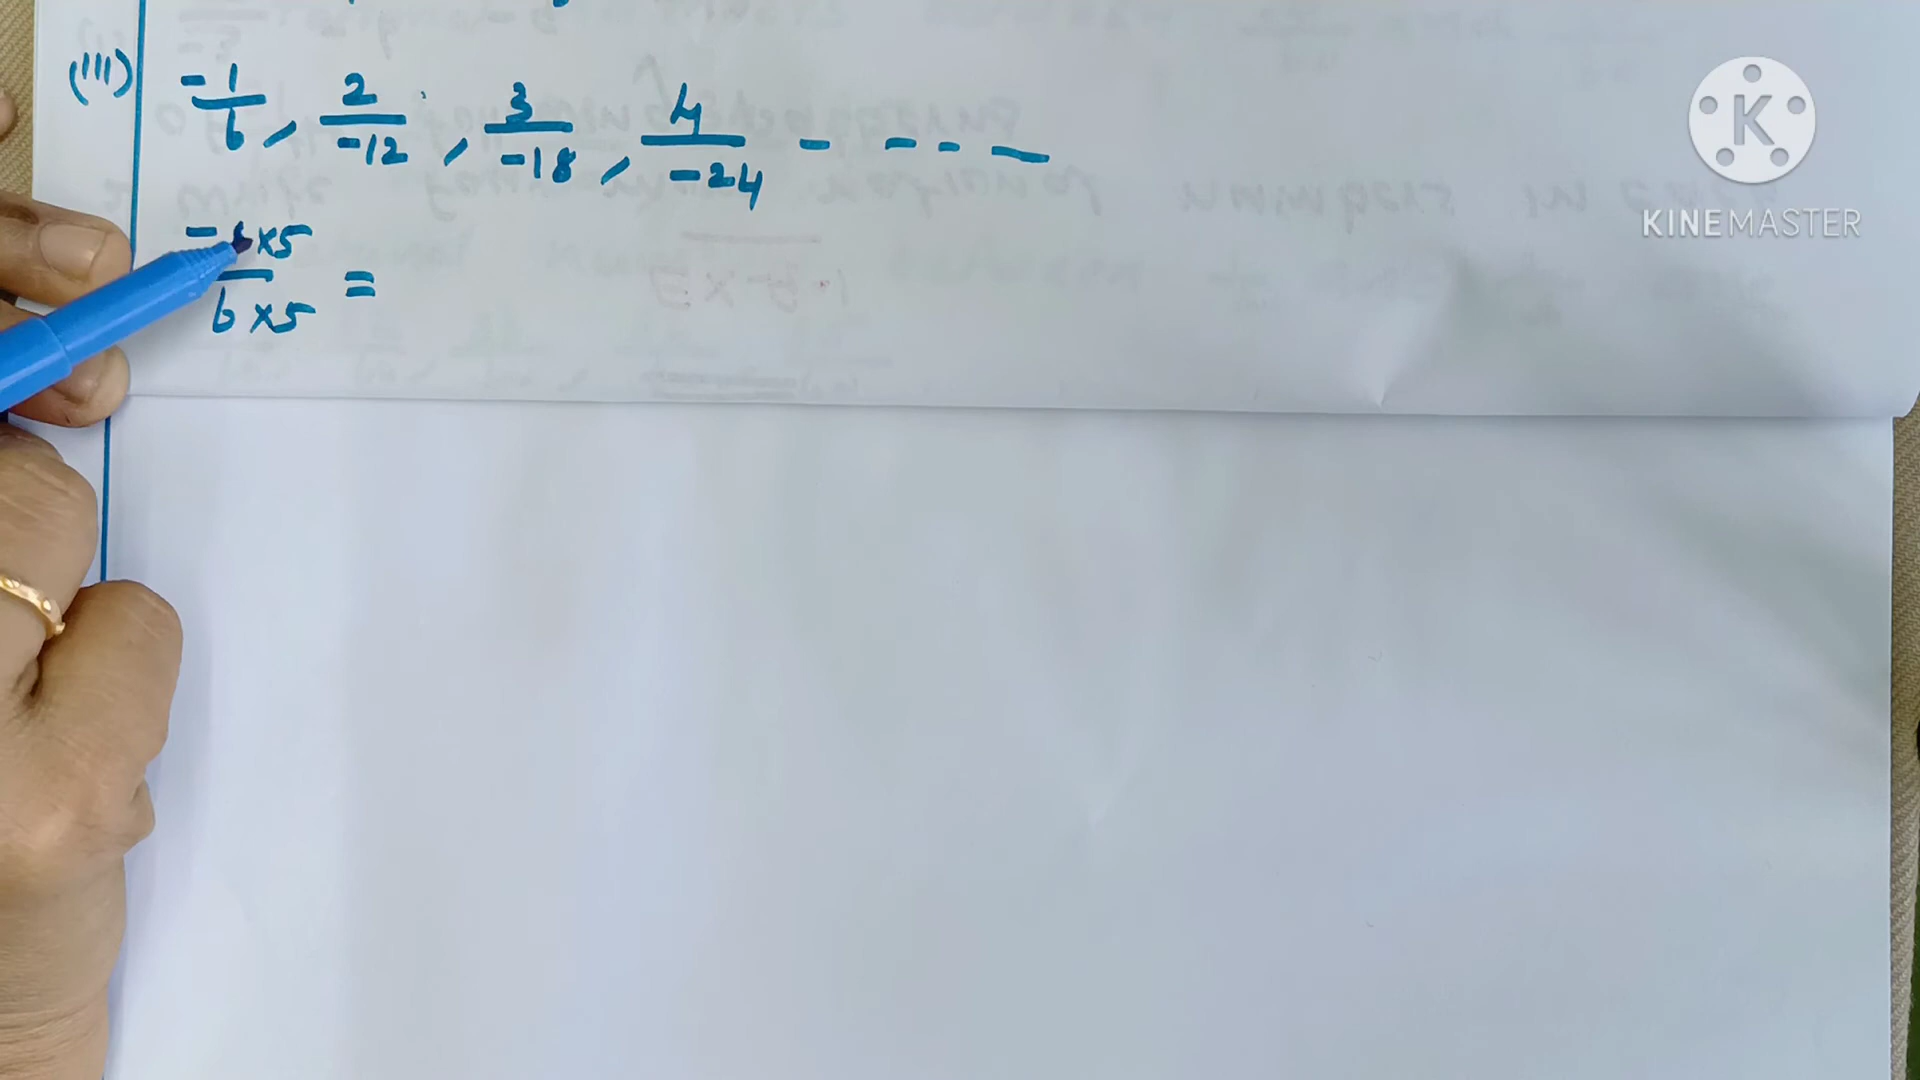 (iii) -1/6, 2/-12, 3/-18, 4/-24 - - - -
-1×5/6×5 =
K
KINEMASTER